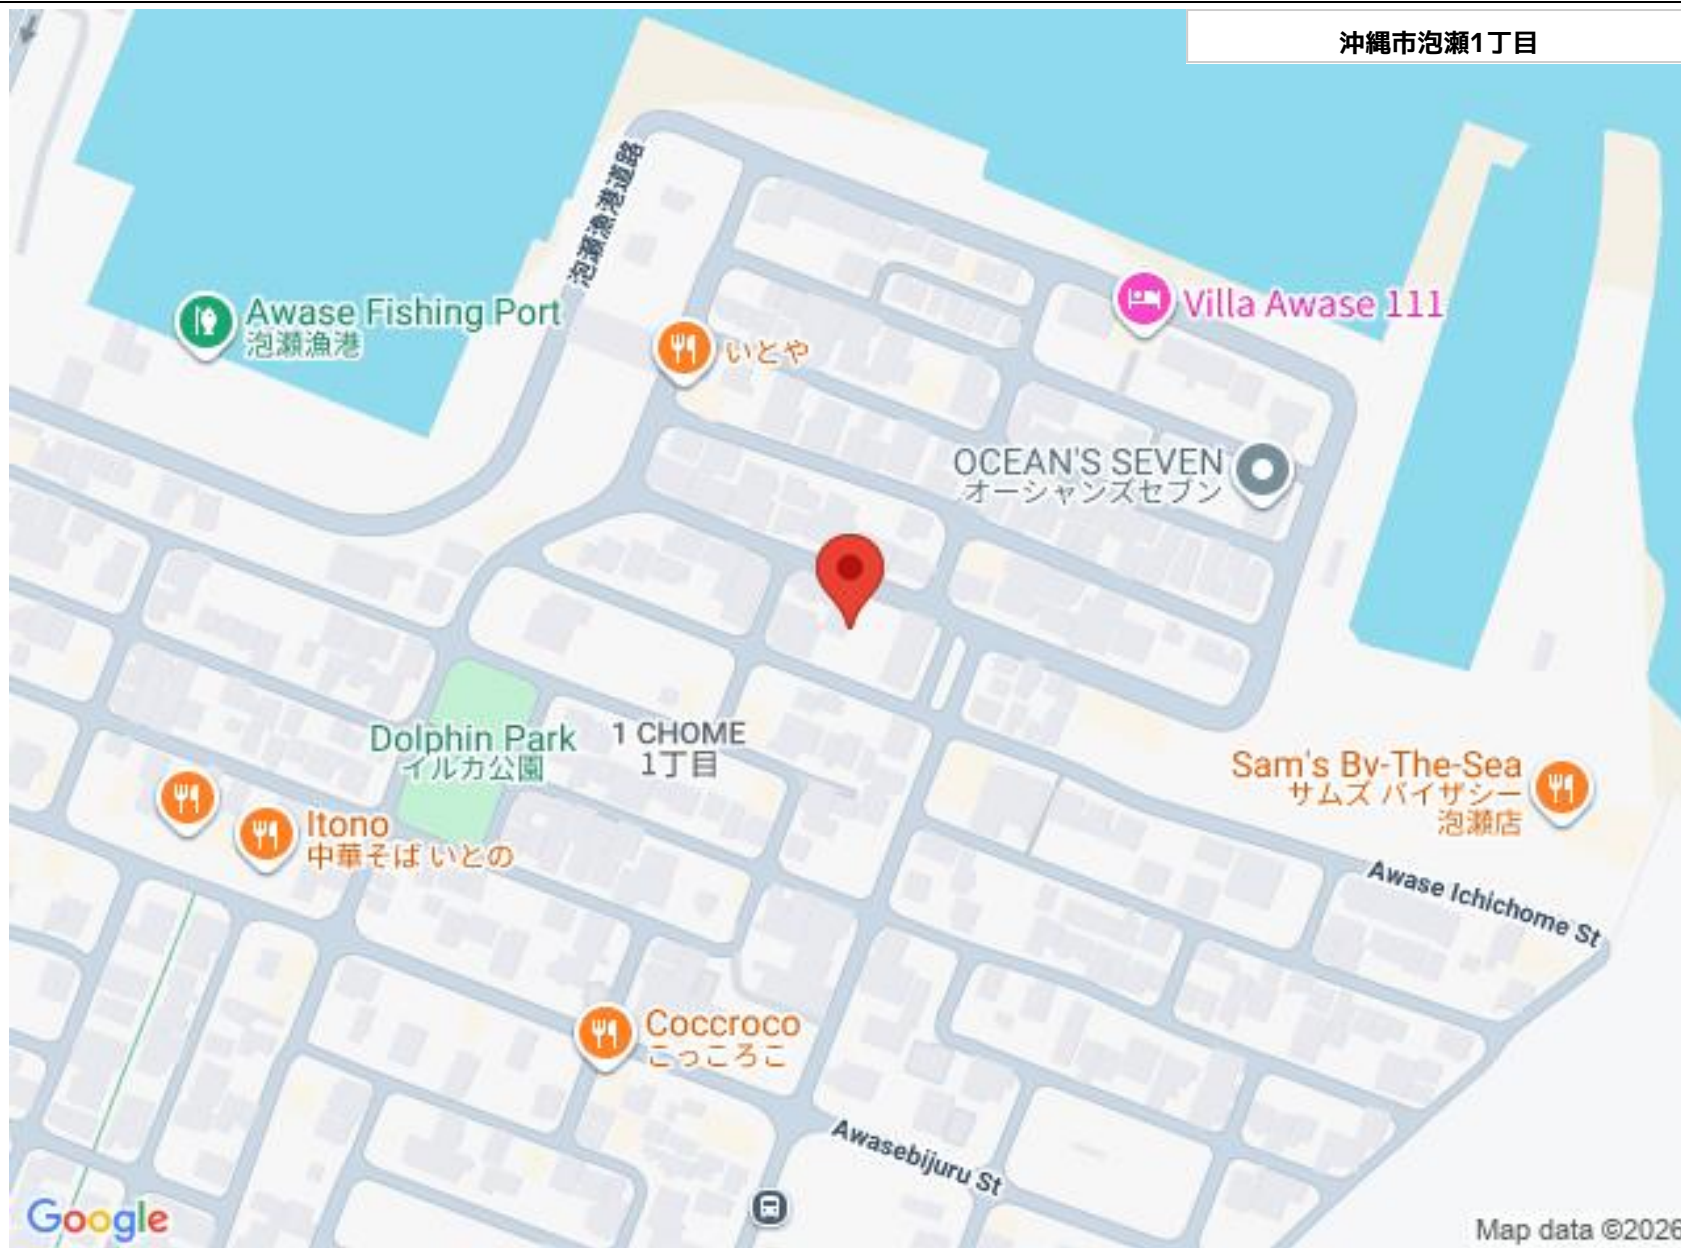 沖縄市泡瀬1丁目
泡瀬漁港道路
Awase Fishing Port
泡瀬漁港
Villa Awase 111
いとや
OCEAN'S SEVEN
オーシャンズセブン
Dolphin Park
イルカ公園
1 CHOME
1丁目
Sam's By-The-Sea
サムズ バイザシー
泡瀬店
Itono
中華そば いとの
Awase Ichichome St
Coccroco
こっころこ
Awasebijuru St
Google
Map data ©2026